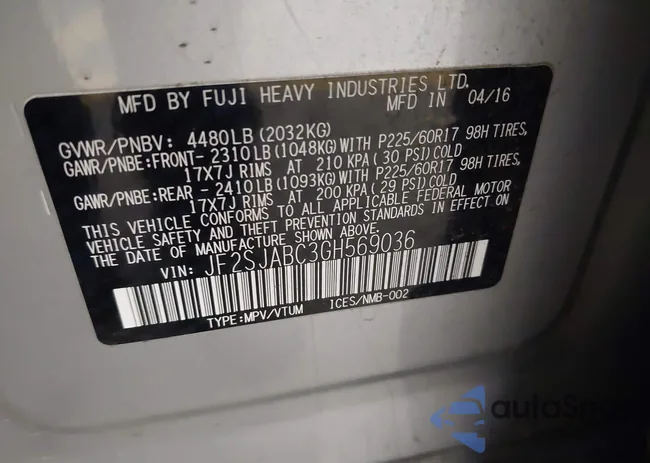 MFD BY FUJI HEAVY INDUSTRIES LTD.
MFD IN 04/16
GVWR/PNBV: 4480LB(2032KG)
GAWR/PNBE:FRONT- 2310LB(1048KG)WITH P225/60R17 98H TIRES,
17X7J RIMS AT 210 KPA(30 PSI)COLD
GAWR/PNBE:REAR - 2410LB(1093KG)WITH P225/60R17 98H TIRES,
17X7J RIMS AT 200 KPA(29 PSI)COLD
THIS VEHICLE CONFORMS TO ALL APPLICABLE FEDERAL MOTOR
VEHICLE SAFETY AND THEFT PREVENTION STANDARDS IN EFFECT ON
THE DATE OF MANUFACTURE SHOWN ABOVE.
VIN: JF2SJABC3GH569036
TYPE:MPV/VTUM ICES/NMB-002